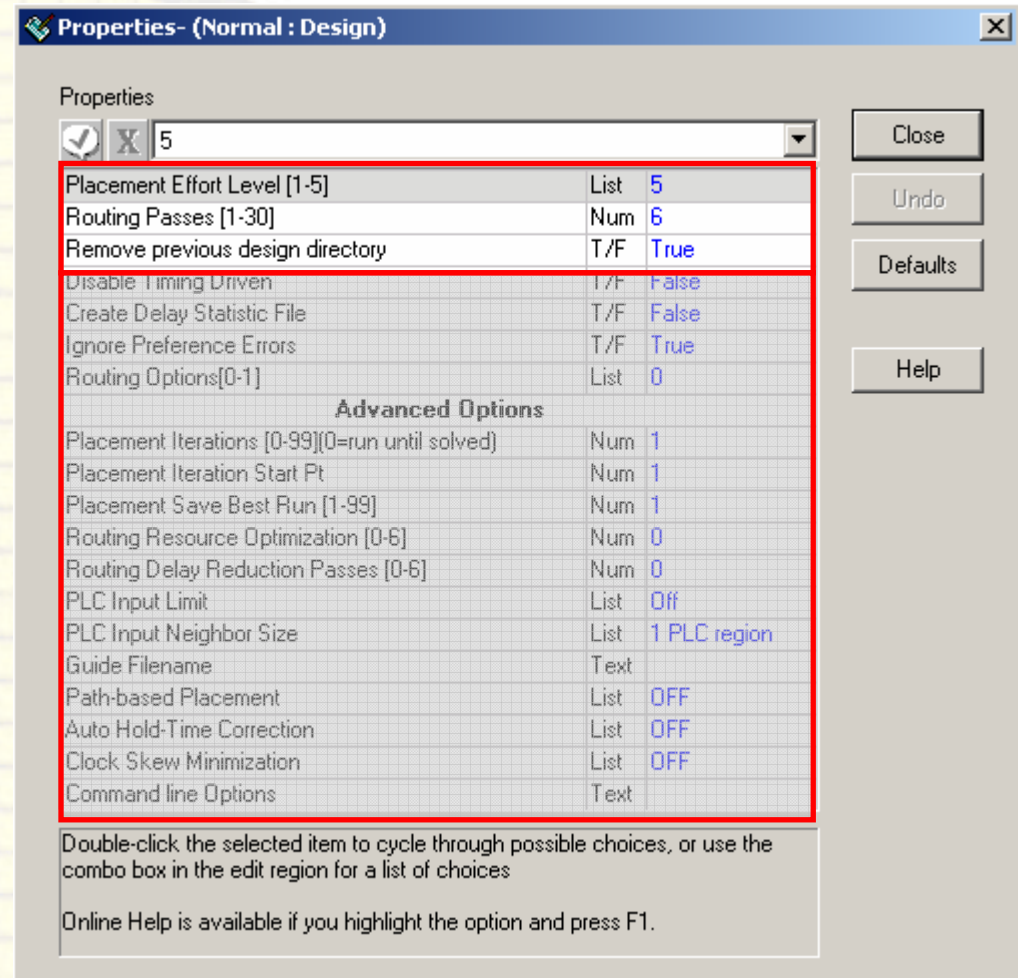 Properties- (Normal : Design)
Properties
5
Close
Undo
Defaults
Help
Placement Effort Level [1-5] List 5
Routing Passes [1-30] Num 6
Remove previous design directory T/F True
Disable Timing Driven T/F False
Create Delay Statistic File T/F False
Ignore Preference Errors T/F True
Routing Options[0-1] List 0
Advanced Options
Placement Iterations [0-99](0=run until solved) Num 1
Placement Iteration Start Pt Num 1
Placement Save Best Run [1-99] Num 1
Routing Resource Optimization [0-6] Num 0
Routing Delay Reduction Passes [0-6] Num 0
PLC Input Limit List Off
PLC Input Neighbor Size List 1 PLC region
Guide Filename Text
Path-based Placement List OFF
Auto Hold-Time Correction List OFF
Clock Skew Minimization List OFF
Command line Options Text
Double-click the selected item to cycle through possible choices, or use the
combo box in the edit region for a list of choices
Online Help is available if you highlight the option and press F1.